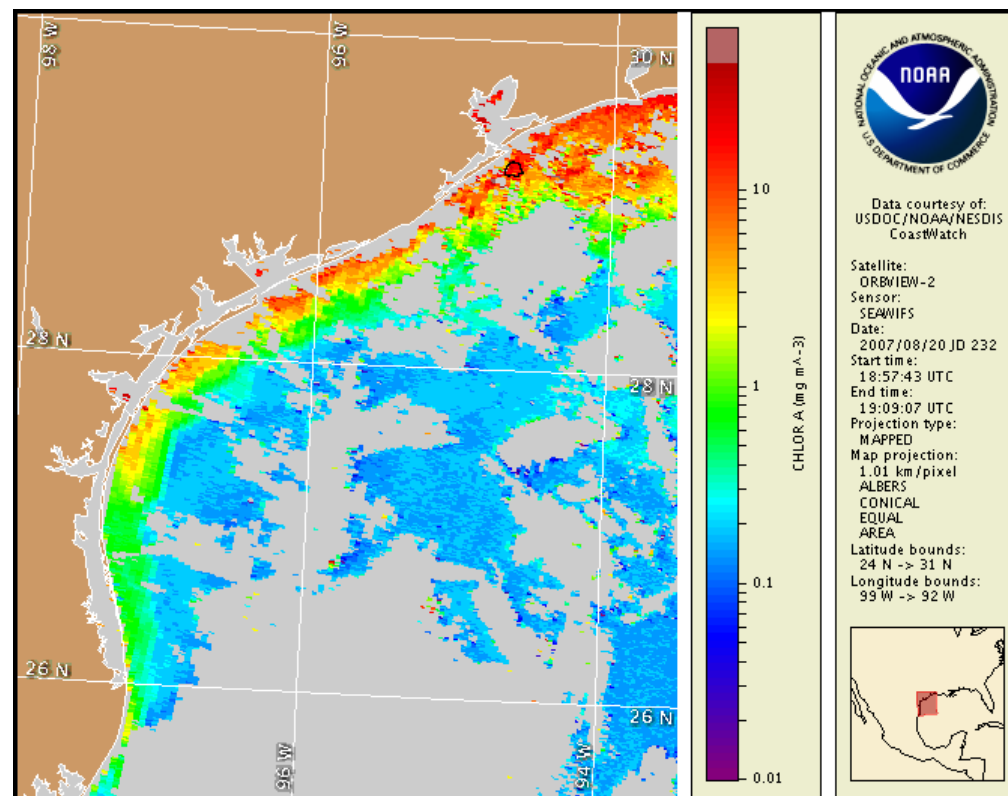 98 W
96 W
30 N
28 N
28 N
26 N
26 N
96 W
94 W
10
1
0.1
0.01
CHLOR A (mg m^-3)
NATIONAL OCEANIC AND ATMOSPHERIC ADMINISTRATION
NOAA
U.S. DEPARTMENT OF COMMERCE
Data courtesy of:
USDOC/NOAA/NESDIS
CoastWatch
Satellite:
ORBVIEW-2
Sensor:
SEAWIFS
Date:
2007/08/20 JD 232
Start time:
18:57:43 UTC
End time:
19:09:07 UTC
Projection type:
MAPPED
Map projection:
1.01 km/pixel
ALBERS
CONICAL
EQUAL
AREA
Latitude bounds:
24 N -> 31 N
Longitude bounds:
99 W -> 92 W